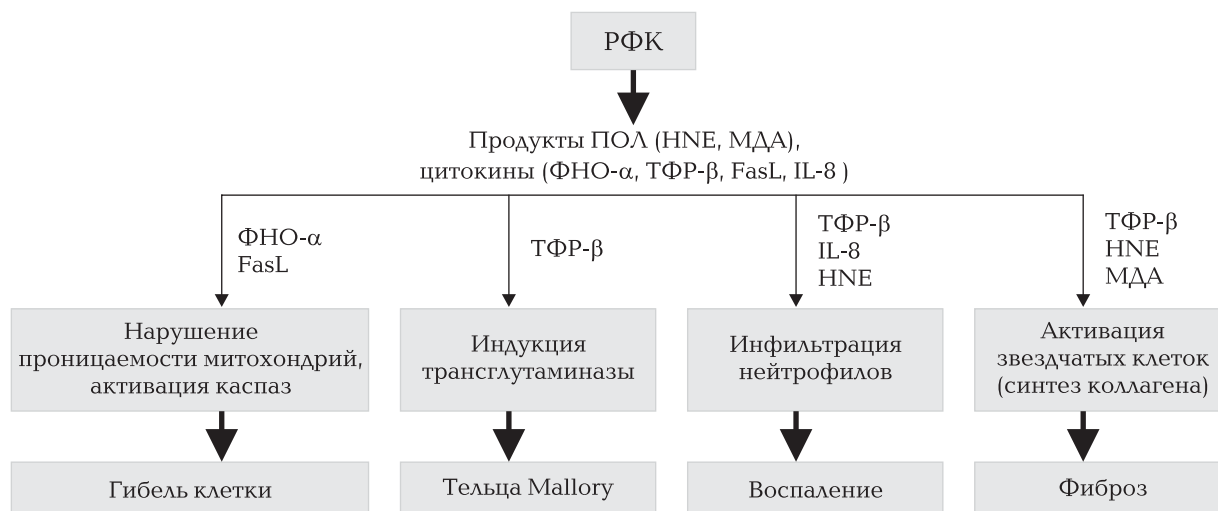 РФК
Продукты ПОЛ (HNE, МДА),
цитокины (ФНО-α, ТФР-β, FasL, IL-8 )
ФНО-α
FasL
ТФР-β
ТФР-β
IL-8
HNE
ТФР-β
HNE
МДА
Нарушение
проницаемости митохондрий,
активация каспаз
Индукция
трансглутаминазы
Инфильтрация
нейтрофилов
Активация
звездчатых клеток
(синтез коллагена)
Гибель клетки
Тельца Mallory
Воспаление
Фиброз